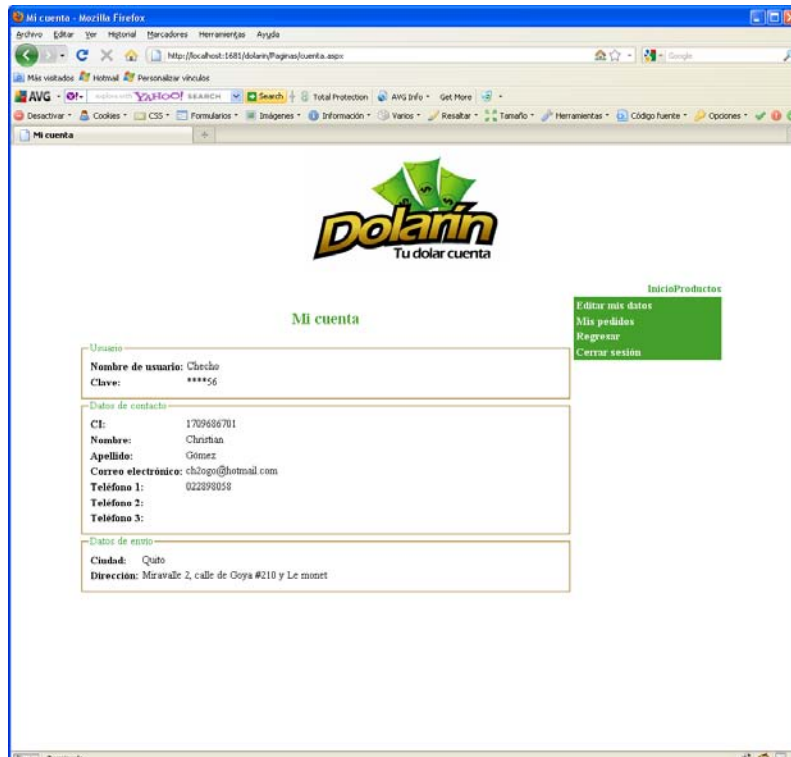 Mi cuenta - Mozilla Firefox
Archivo Editar Ver Historial Marcadores Herramientas Ayuda
http://localhost:1681/dolarin/Paginas/cuenta.aspx Google
Más visitados Hotmail Personalizar vínculos
AVG YAHOO! SEARCH Search Total Protection AVG Info Get More
Desactivar Cookies CSS Formularios Imágenes Información Varios Resaltar Tamaño Herramientas Código fuente Opciones
Mi cuenta
Dolarín
Tu dolar cuenta
InicioProductos
Editar mis datos
Mis pedidos
Regresar
Cerrar sesión
Mi cuenta
Usuario
Nombre de usuario: Checho
Clave: ****56
Datos de contacto
CI: 1709686701
Nombre: Christian
Apellido: Gómez
Correo electrónico: ch2ogo@hotmail.com
Teléfono 1: 022898058
Teléfono 2:
Teléfono 3:
Datos de envio
Ciudad: Quito
Dirección: Miravalle 2, calle de Goya #210 y Le monet